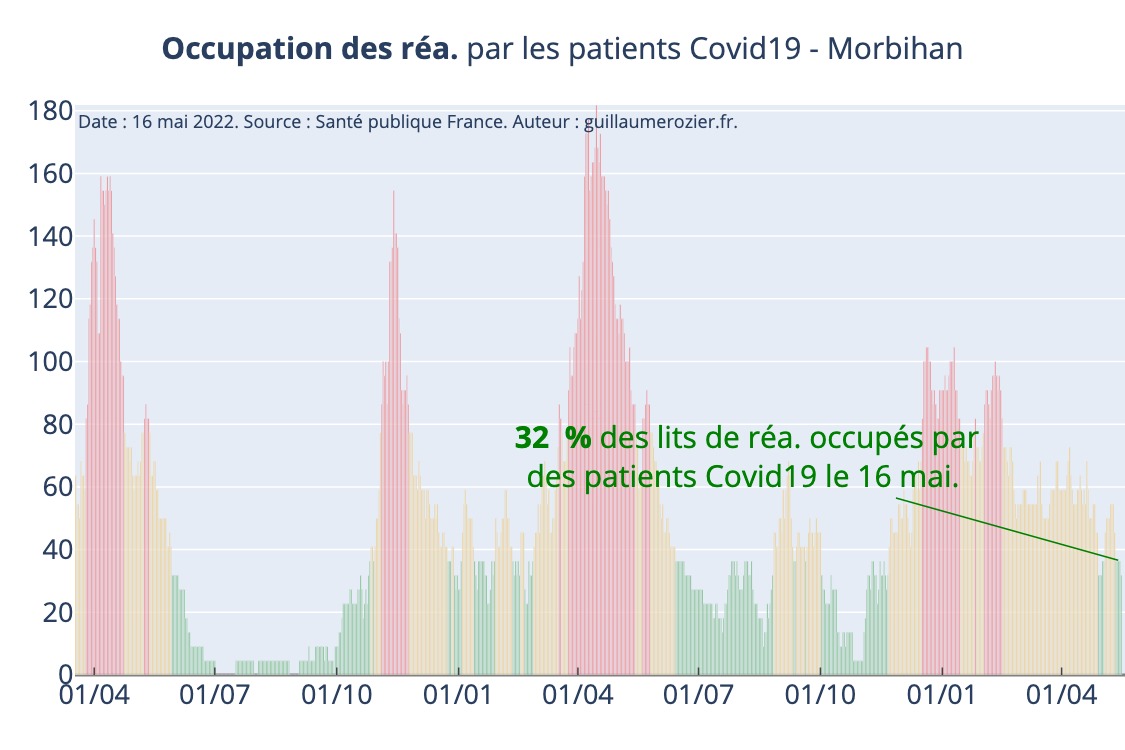 Occupation des réa. par les patients Covid19 - Morbihan
180
Date : 16 mai 2022. Source : Santé publique France. Auteur : guillaumerozier.fr.
160
140
120
100
80
32 % des lits de réa. occupés par
des patients Covid19 le 16 mai.
60
40
20
0
01/04 01/07 01/10 01/01 01/04 01/07 01/10 01/01 01/04